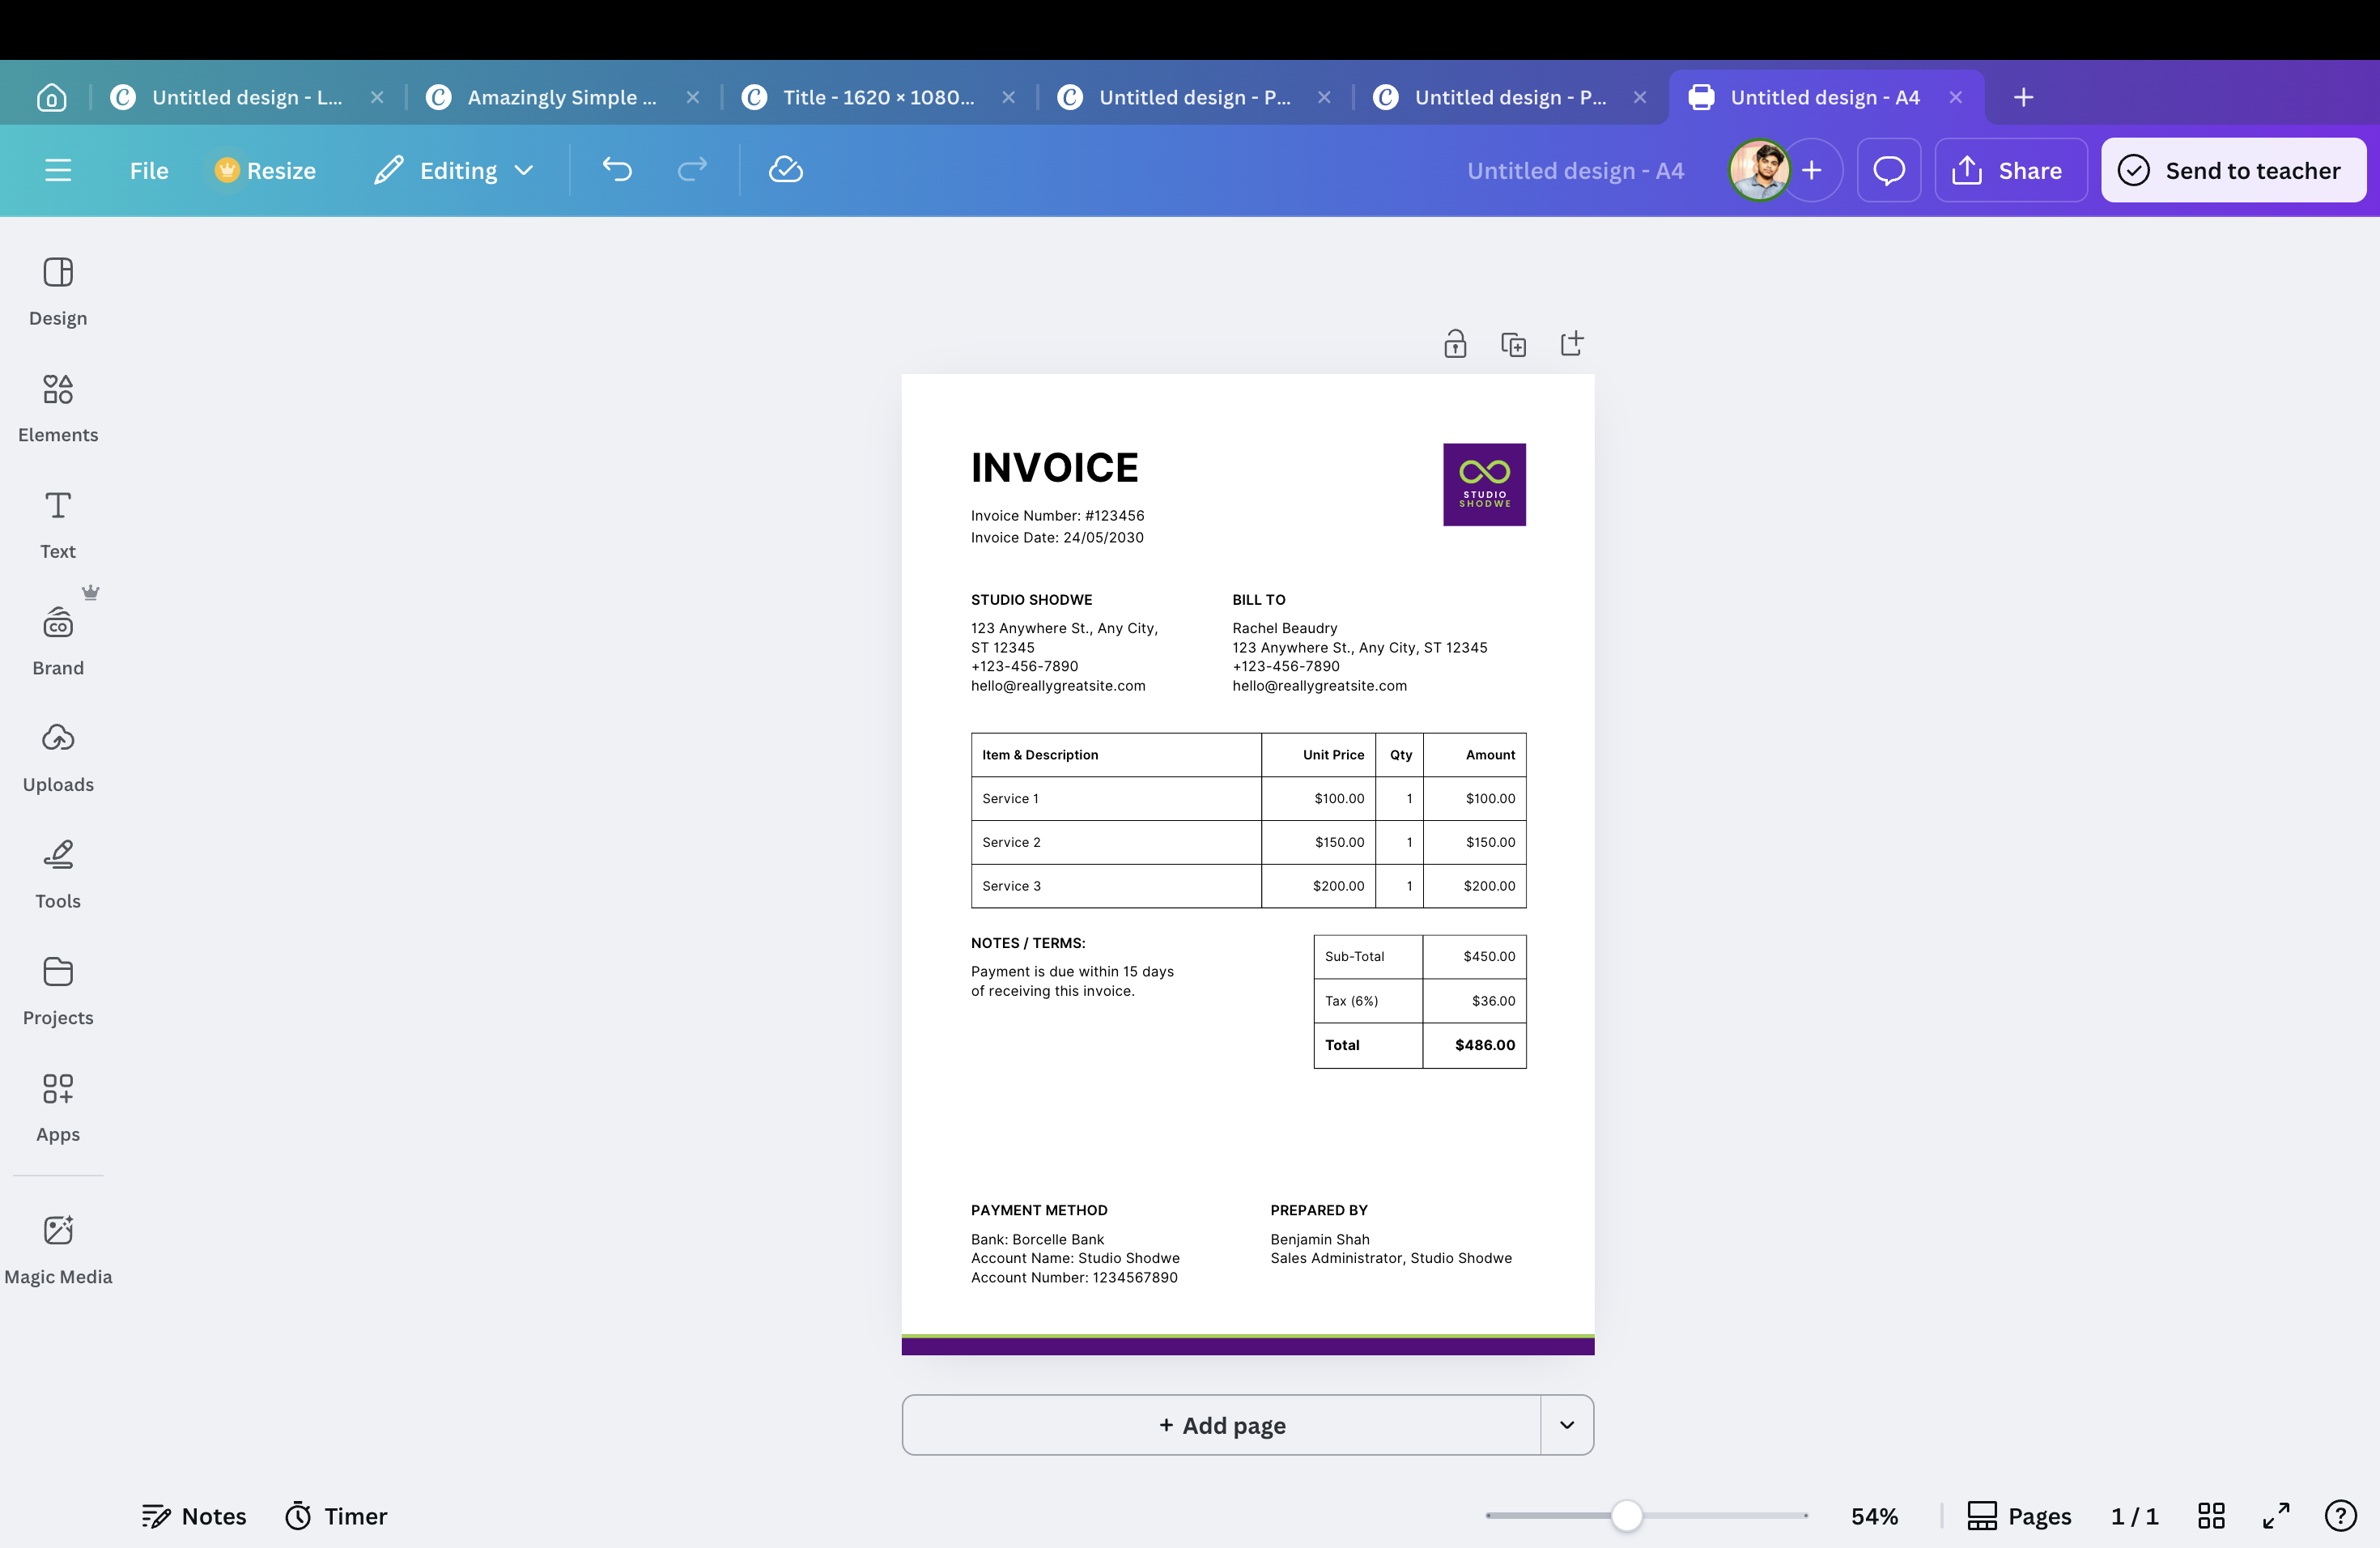 Untitled design - L...
Amazingly Simple ...
Title - 1620 × 1080...
Untitled design - P...
Untitled design - P...
Untitled design - A4
File
Resize
Editing
Untitled design - A4
Share
Send to teacher
Design
Elements
Text
Brand
Uploads
Tools
Projects
Apps
Magic Media
INVOICE
Invoice Number: #123456
Invoice Date: 24/05/2030
STUDIO
SHODWE
STUDIO SHODWE
123 Anywhere St., Any City,
ST 12345
+123-456-7890
hello@reallygreatsite.com
BILL TO
Rachel Beaudry
123 Anywhere St., Any City, ST 12345
+123-456-7890
hello@reallygreatsite.com
Item & Description Unit Price Qty Amount
Service 1 $100.00 1 $100.00
Service 2 $150.00 1 $150.00
Service 3 $200.00 1 $200.00
NOTES / TERMS:
Payment is due within 15 days
of receiving this invoice.
Sub-Total $450.00
Tax (6%) $36.00
Total $486.00
PAYMENT METHOD
Bank: Borcelle Bank
Account Name: Studio Shodwe
Account Number: 1234567890
PREPARED BY
Benjamin Shah
Sales Administrator, Studio Shodwe
+ Add page
Notes
Timer
54%
Pages
1 / 1